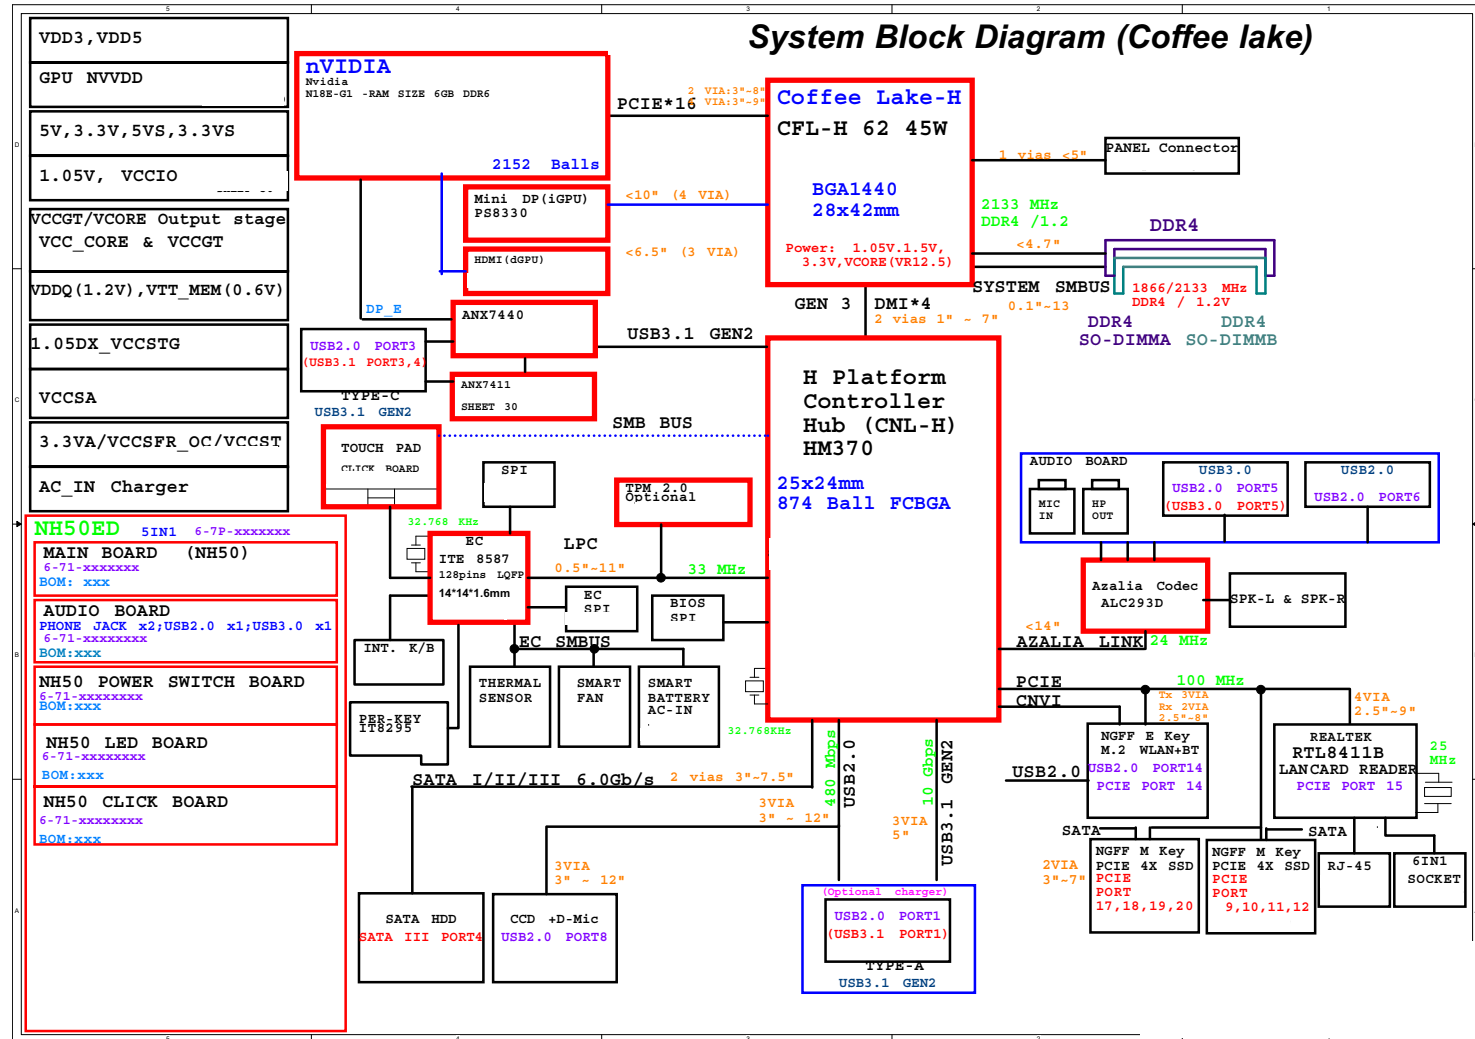 5 4 3 2 1
System Block Diagram (Coffee lake)
VDD3,VDD5
GPU NVVDD
5V,3.3V,5VS,3.3VS
1.05V, VCCIO
VCCGT/VCORE Output stage
VCC_CORE & VCCGT
VDDQ(1.2V),VTT_MEM(0.6V)
1.05DX_VCCSTG
VCCSA
3.3VA/VCCSFR_OC/VCCST
AC_IN Charger
NH50ED 5IN1 6-7P-xxxxxxx
MAIN BOARD (NH50)
6-71-xxxxxxx
BOM: xxx
AUDIO BOARD
PHONE JACK x2;USB2.0 x1;USB3.0 x1
6-71-xxxxxxxx
BOM:xxx
NH50 POWER SWITCH BOARD
6-71-xxxxxxxx
BOM:xxx
NH50 LED BOARD
6-71-xxxxxxxx
BOM:xxx
NH50 CLICK BOARD
6-71-xxxxxxxx
BOM:xxx
nVIDIA
Nvidia
N18E-G1 -RAM SIZE 6GB DDR6
2152 Balls
PCIE*16
2 VIA:3"-8"
4 VIA:3"-9"
Mini DP(iGPU)
PS8330
<10" (4 VIA)
HDMI(dGPU)
<6.5" (3 VIA)
DP_E
ANX7440
USB3.1 GEN2
USB2.0 PORT3
(USB3.1 PORT3,4)
TYPE-C
USB3.1 GEN2
ANX7411
SHEET 30
Coffee Lake-H
CFL-H 62 45W
BGA1440
28x42mm
Power: 1.05V.1.5V,
3.3V,VCORE(VR12.5)
1 vias <5"
PANEL Connector
2133 MHz
DDR4 /1.2
<4.7"
DDR4
SYSTEM SMBUS
0.1"~13
1866/2133 MHz
DDR4 / 1.2V
DDR4
SO-DIMMA
DDR4
SO-DIMMB
GEN 3 DMI*4
2 vias 1" ~ 7"
H Platform
Controller
Hub (CNL-H)
HM370
25x24mm
874 Ball FCBGA
SMB BUS
TOUCH PAD
CLICK BOARD
SPI
TPM 2.0
Optional
32.768 KHz
EC
ITE 8587
128pins LQFP
14*14*1.6mm
LPC
0.5"~11"
33 MHz
EC
SPI
BIOS
SPI
INT. K/B
EC SMBUS
THERMAL
SENSOR
SMART
FAN
SMART
BATTERY
AC-IN
PER-KEY
IT8295
32.768KHz
AUDIO BOARD
MIC
IN
HP
OUT
USB3.0
USB2.0 PORT5
(USB3.0 PORT5)
USB2.0
USB2.0 PORT6
Azalia Codec
ALC293D
SPK-L & SPK-R
<14"
AZALIA LINK
24 MHz
PCIE
100 MHz
CNVI
Tx 3VIA
Rx 2VIA
2.5"~8"
4VIA
2.5"~9"
NGFF E Key
M.2 WLAN+BT
USB2.0 PORT14
PCIE PORT 14
USB2.0
REALTEK
RTL8411B
LANCARD READER
PCIE PORT 15
25
MHz
SATA I/II/III 6.0Gb/s
2 vias 3"~7.5"
480 Mbps
USB2.0
10 Gbps
USB3.1 GEN2
3VIA
3" ~ 12"
3VIA
5"
3VIA
3" ~ 12"
SATA
SATA
2VIA
3"~7"
NGFF M Key
PCIE 4X SSD
PCIE
PORT
17,18,19,20
NGFF M Key
PCIE 4X SSD
PCIE
PORT
9,10,11,12
RJ-45
6IN1
SOCKET
SATA HDD
SATA III PORT4
CCD +D-Mic
USB2.0 PORT8
(Optional charger)
USB2.0 PORT1
(USB3.1 PORT1)
TYPE-A
USB3.1 GEN2
D
C
B
A
5 4 3 2 1